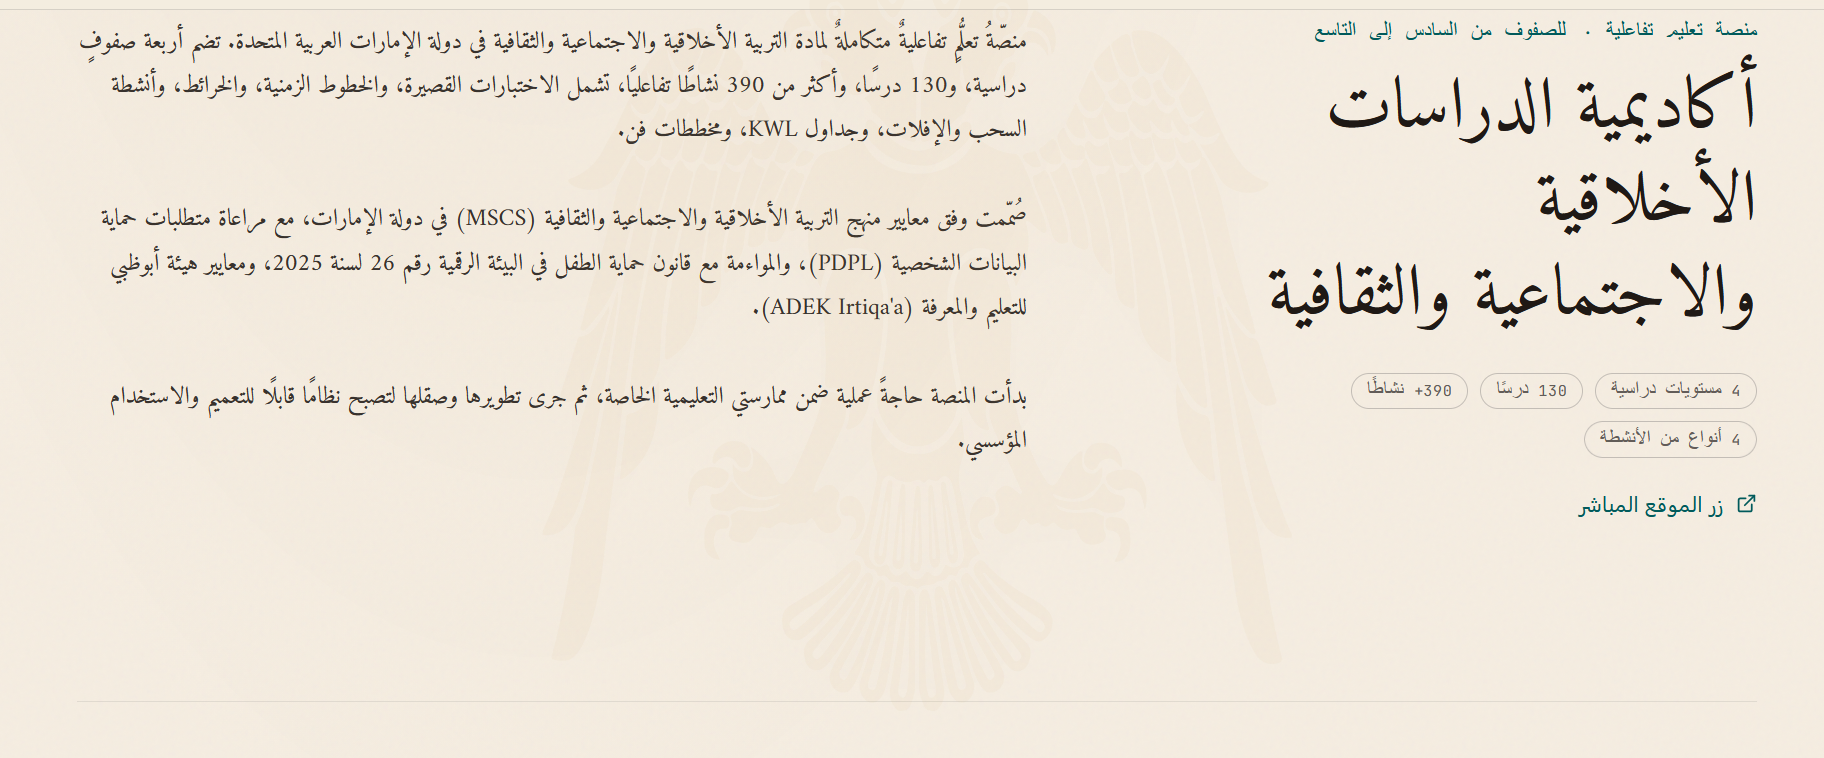 منصة تعليم تفاعلية · للصفوف من السادس إلى التاسع
أكاديمية الدراسات
الأخلاقية
والاجتماعية والثقافية
4 مستويات دراسية
130 درسًا
390+ نشاطًا
4 أنواع من الأنشطة
زر الموقع المباشر
منصّةُ تعلُّمٍ تفاعليةٌ متكاملةٌ لمادة التربية الأخلاقية والاجتماعية والثقافية في دولة الإمارات العربية المتحدة. تضم أربعة صفوفٍ
دراسية، و130 درسًا، وأكثر من 390 نشاطًا تفاعليًا، تشمل الاختبارات القصيرة، والخطوط الزمنية، والخرائط، وأنشطة
السحب والإفلات، وجداول KWL، ومخططات فن.
صُمّمت وفق معايير منهج التربية الأخلاقية والاجتماعية والثقافية (MSCS) في دولة الإمارات، مع مراعاة متطلبات حماية
البيانات الشخصية (PDPL)، والمواءمة مع قانون حماية الطفل في البيئة الرقمية رقم 26 لسنة 2025، ومعايير هيئة أبوظبي
للتعليم والمعرفة (ADEK Irtiqa'a).
بدأت المنصة حاجةً عملية ضمن ممارستي التعليمية الخاصة، ثم جرى تطويرها وصقلها لتصبح نظامًا قابلًا للتعميم والاستخدام
المؤسسي.